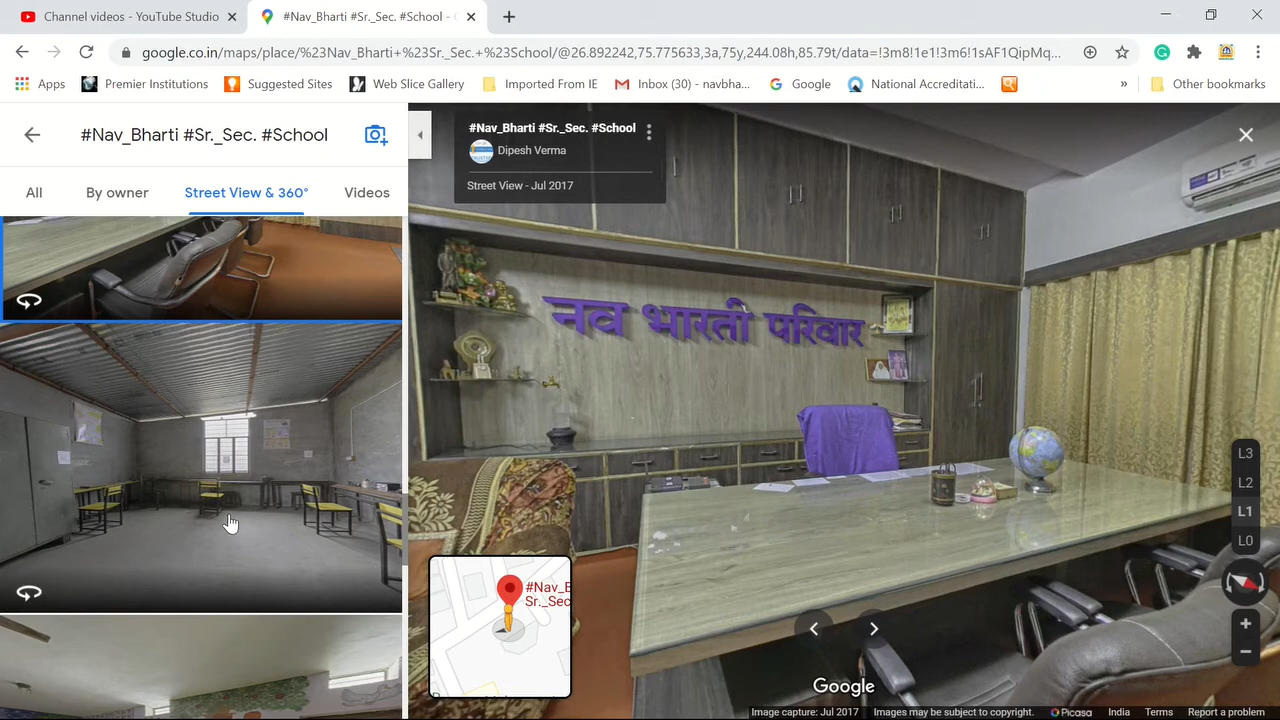 Channel videos - YouTube Studio
#Nav_Bharti #Sr._Sec. #School -
google.co.in/maps/place/%23Nav_Bharti+%23Sr._Sec.+%23School/@26.892242,75.775633,3a,75y,244.08h,85.79t/data=!3m8!1e1!3m6!1sAF1QipMq...
Apps Premier Institutions Suggested Sites Web Slice Gallery Imported From IE Inbox (30) - navbha... Google National Accreditati... » Other bookmarks
#Nav_Bharti #Sr._Sec. #School
All By owner Street View & 360° Videos
#Nav_Bharti #Sr._Sec. #School
Dipesh Verma
Street View - Jul 2017
नव भारती परिवार
L3
L2
L1
L0
#Nav_B
Sr._Sec
Google
Image capture: Jul 2017 Images may be subject to copyright. Picasa India Terms Report a problem